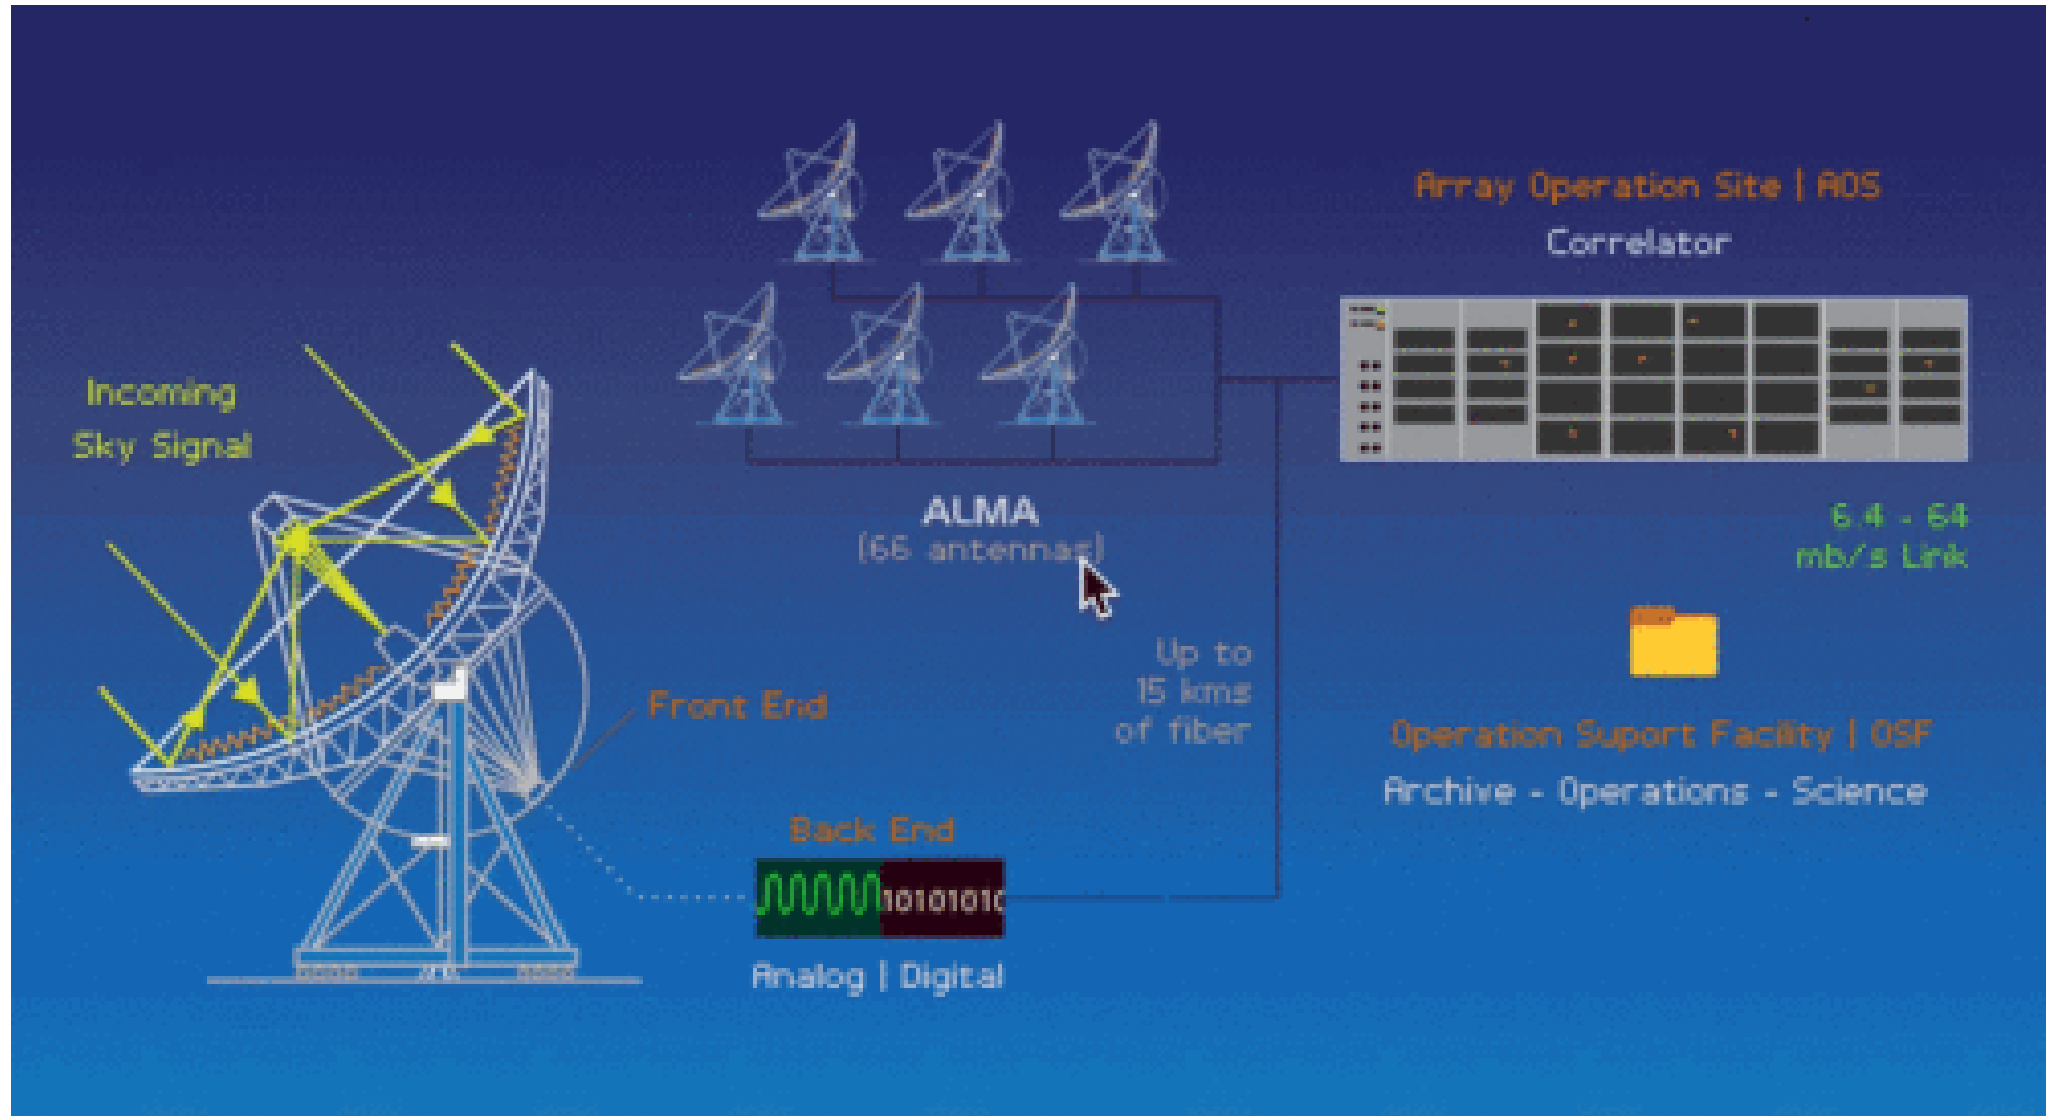 Array Operation Site | AOS
Correlator
Incoming
Sky Signal
ALMA
(66 antennas)
6.4 - 64
mb/s Link
Up to
15 kms
of fiber
Front End
Operation Suport Facility | OSF
Archive - Operations - Science
Back End
10101010
Analog | Digital